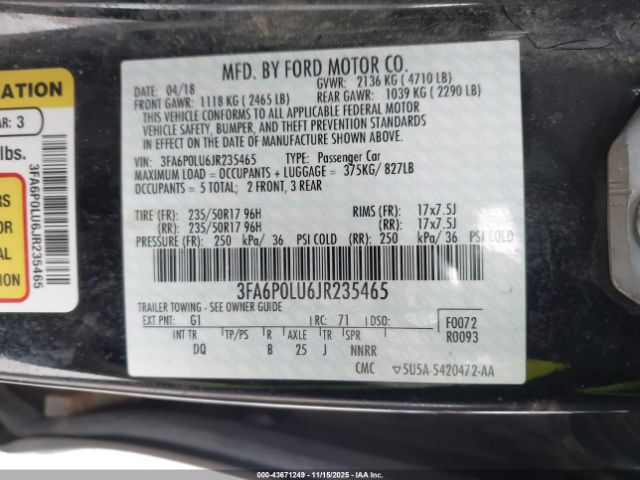 ATION
AR: 3
lbs.
3FA6P0LU6JR235465
OR
AL
N
MFD. BY FORD MOTOR CO.
DATE: 04/18 GVWR: 2136 KG ( 4710 LB)
FRONT GAWR: 1118 KG ( 2465 LB) REAR GAWR: 1039 KG ( 2290 LB)
THIS VEHICLE CONFORMS TO ALL APPLICABLE FEDERAL MOTOR
VEHICLE SAFETY, BUMPER, AND THEFT PREVENTION STANDARDS
IN EFFECT ON THE DATE OF MANUFACTURE SHOWN ABOVE.
VIN: 3FA6P0LU6JR235465 TYPE: Passenger Car
MAXIMUM LOAD = OCCUPANTS + LUGGAGE = 375KG/ 827LB
OCCUPANTS = 5 TOTAL; 2 FRONT, 3 REAR
TIRE (FR): 235/50R17 96H RIMS (FR): 17x7.5J
(RR): 235/50R17 96H (RR): 17x7.5J
PRESSURE (FR): 250 kPa/ 36 PSI COLD (RR): 250 kPa/ 36 PSI COLD
3FA6P0LU6JR235465
TRAILER TOWING - SEE OWNER GUIDE
EXT PNT: G1 RC: 71 DSO: F0072
R0093
INT TR TP/PS R AXLE TR SPR
DQ B 25 J NNRR
CMC 5U5A-5420472-AA
000-43671249 - 11/15/2025 - IAAI.COM